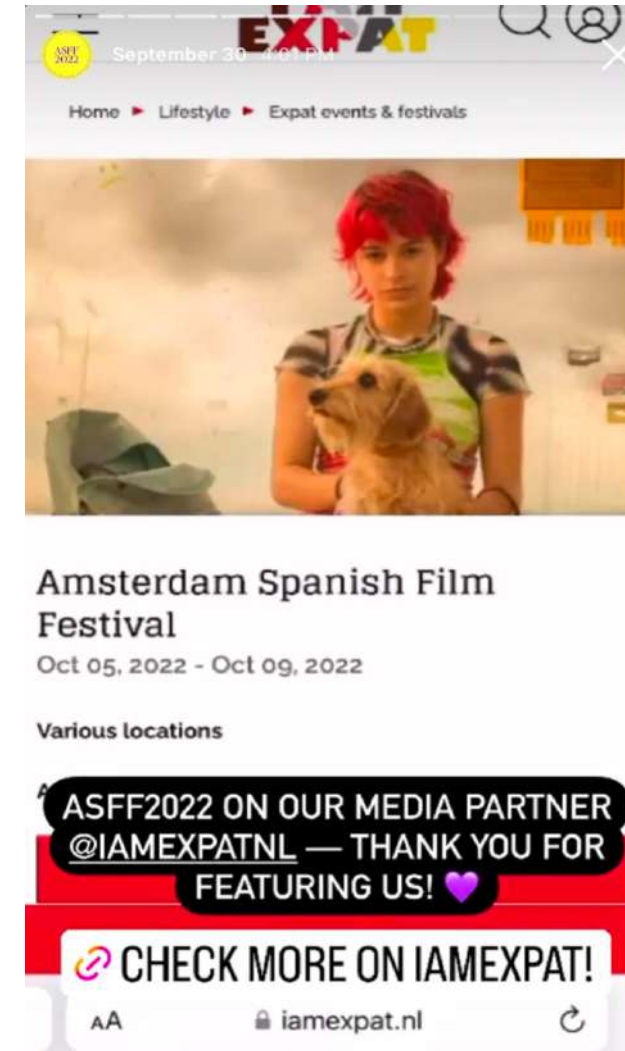 EXPAT
ASFF
2022
September 30 4:01 PM
Home ► Lifestyle ► Expat events & festivals
Amsterdam Spanish Film
Festival
Oct 05, 2022 - Oct 09, 2022
Various locations
ASFF2022 ON OUR MEDIA PARTNER
@IAMEXPATNL — THANK YOU FOR
FEATURING US! 💜
CHECK MORE ON IAMEXPAT!
AA iamexpat.nl